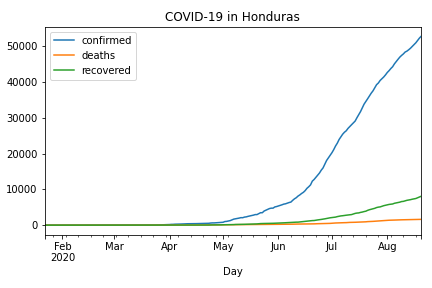 COVID-19 in Honduras
confirmed
deaths
recovered
50000
40000
30000
20000
10000
0
Feb Mar Apr May Jun Jul Aug
2020
Day